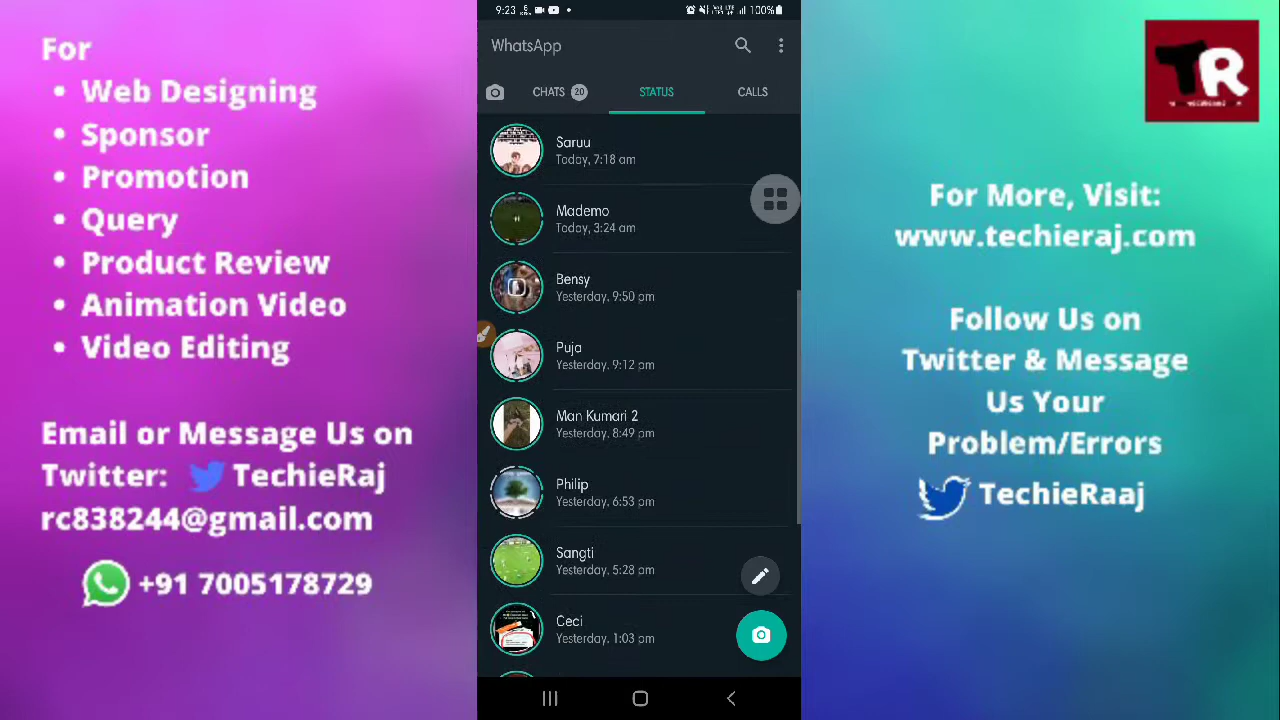 For
• Web Designing
• Sponsor
• Promotion
• Query
• Product Review
• Animation Video
• Video Editing
Email or Message Us on
Twitter: TechieRaj
rc838244@gmail.com
+91 7005178729
9:23
100%
WhatsApp
CHATS 20
STATUS
CALLS
Saruu
Today, 7:18 am
Mademo
Today, 3:24 am
Bensy
Yesterday, 9:50 pm
Puja
Yesterday, 9:12 pm
Man Kumari 2
Yesterday, 8:49 pm
Philip
Yesterday, 6:53 pm
Sangti
Yesterday, 5:28 pm
Ceci
Yesterday, 1:03 pm
TR
For More, Visit:
www.techieraj.com
Follow Us on
Twitter & Message
Us Your
Problem/Errors
TechieRaaj